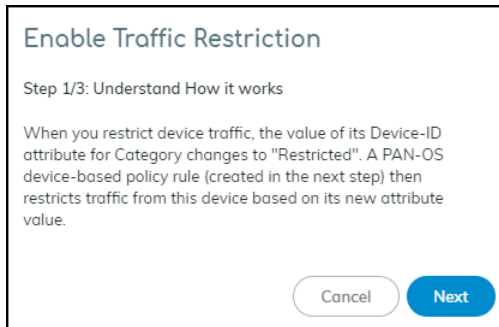 Enable Traffic Restriction
Step 1/3: Understand How it works
When you restrict device traffic, the value of its Device-ID
attribute for Category changes to "Restricted". A PAN-OS
device-based policy rule (created in the next step) then
restricts traffic from this device based on its new attribute
value.
Cancel
Next